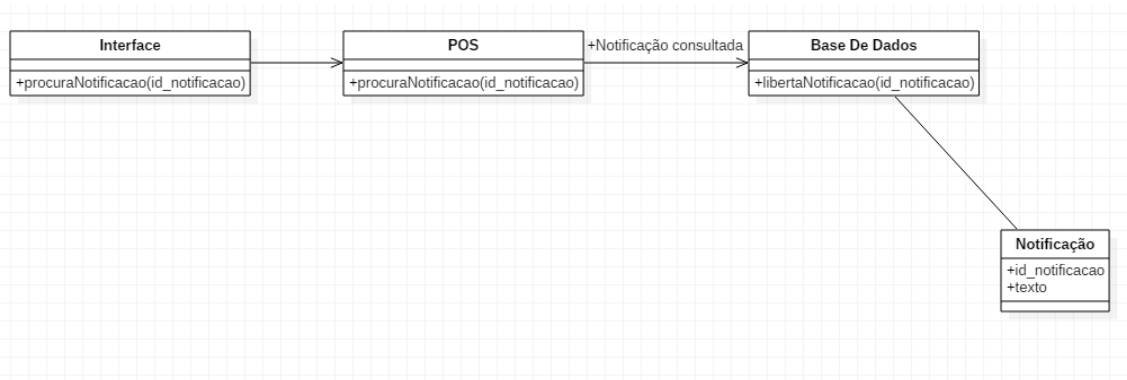 Interface
+procuraNotificacao(id_notificacao)
POS
+procuraNotificacao(id_notificacao)
+Notificação consultada
Base De Dados
+libertaNotificacao(id_notificacao)
Notificação
+id_notificacao
+texto